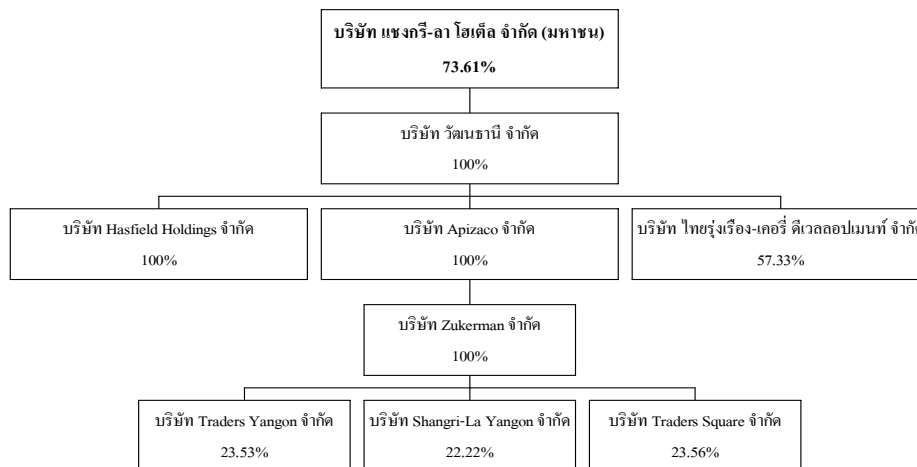 บริษัท แชงกรี-ลา โฮเต็ล จำกัด (มหาชน)
73.61%
บริษัท วัฒนธานี จำกัด
100%
บริษัท Hasfield Holdings จำกัด
100%
บริษัท Apizaco จำกัด
100%
บริษัท ไทยรุ่งเรือง-เคอรี่ ดีเวลลอปเมนท์ จำกัด
57.33%
บริษัท Zukerman จำกัด
100%
บริษัท Traders Yangon จำกัด
23.53%
บริษัท Shangri-La Yangon จำกัด
22.22%
บริษัท Traders Square จำกัด
23.56%